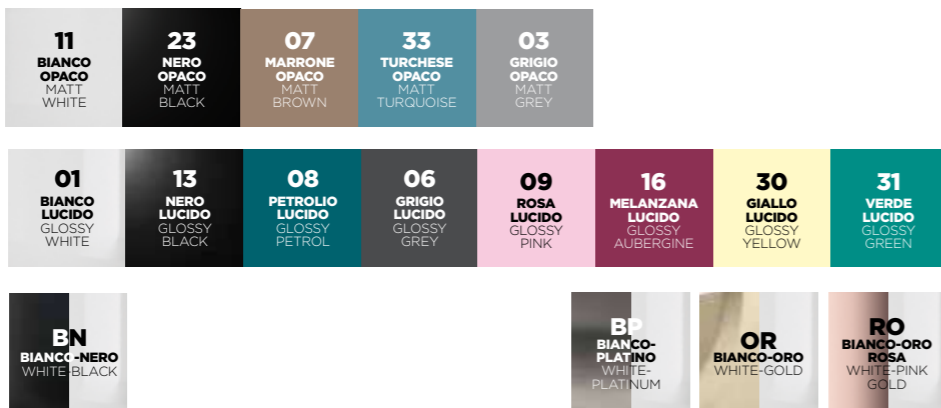 11
BIANCO
OPACO
MATT
WHITE
23
NERO
OPACO
MATT
BLACK
07
MARRONE
OPACO
MATT
BROWN
33
TURCHESE
OPACO
MATT
TURQUOISE
03
GRIGIO
OPACO
MATT
GREY
01
BIANCO
LUCIDO
GLOSSY
WHITE
13
NERO
LUCIDO
GLOSSY
BLACK
08
PETROLIO
LUCIDO
GLOSSY
PETROL
06
GRIGIO
LUCIDO
GLOSSY
GREY
09
ROSA
LUCIDO
GLOSSY
PINK
16
MELANZANA
LUCIDO
GLOSSY
AUBERGINE
30
GIALLO
LUCIDO
GLOSSY
YELLOW
31
VERDE
LUCIDO
GLOSSY
GREEN
BN
BIANCO-NERO
WHITE-BLACK
BP
BIANCO-
PLATINO
WHITE-
PLATINUM
OR
BIANCO-ORO
WHITE-GOLD
RO
BIANCO-ORO
ROSA
WHITE-PINK
GOLD